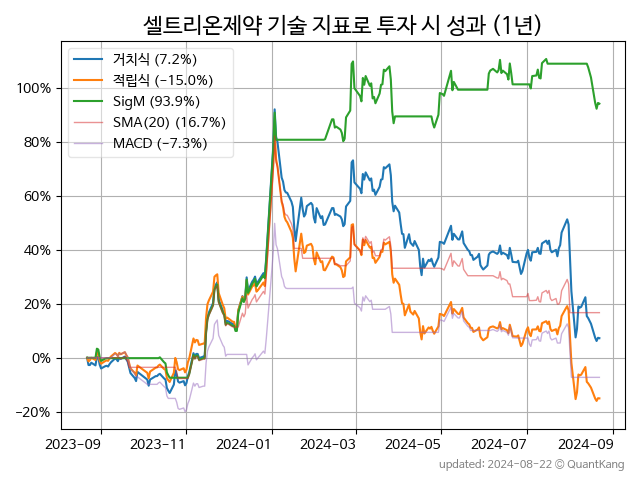 셀트리온제약 기술 지표로 투자 시 성과 (1년)
거치식 (7.2%)
적립식 (−15.0%)
SigM (93.9%)
SMA(20) (16.7%)
MACD (−7.3%)
100%
80%
60%
40%
20%
0%
−20%
2023−09 2023−11 2024−01 2024−03 2024−05 2024−07 2024−09
updated: 2024−08−22 © QuantKang